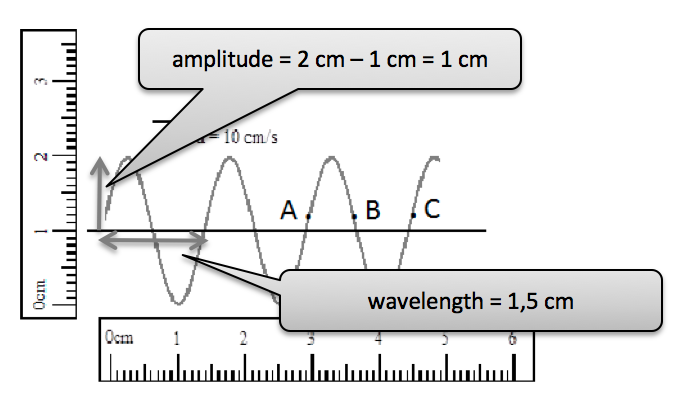 amplitude = 2 cm – 1 cm = 1 cm
3
= 10 cm/s
2
A
B
C
1
0cm
wavelength = 1,5 cm
0cm 1 2 3 4 5 6